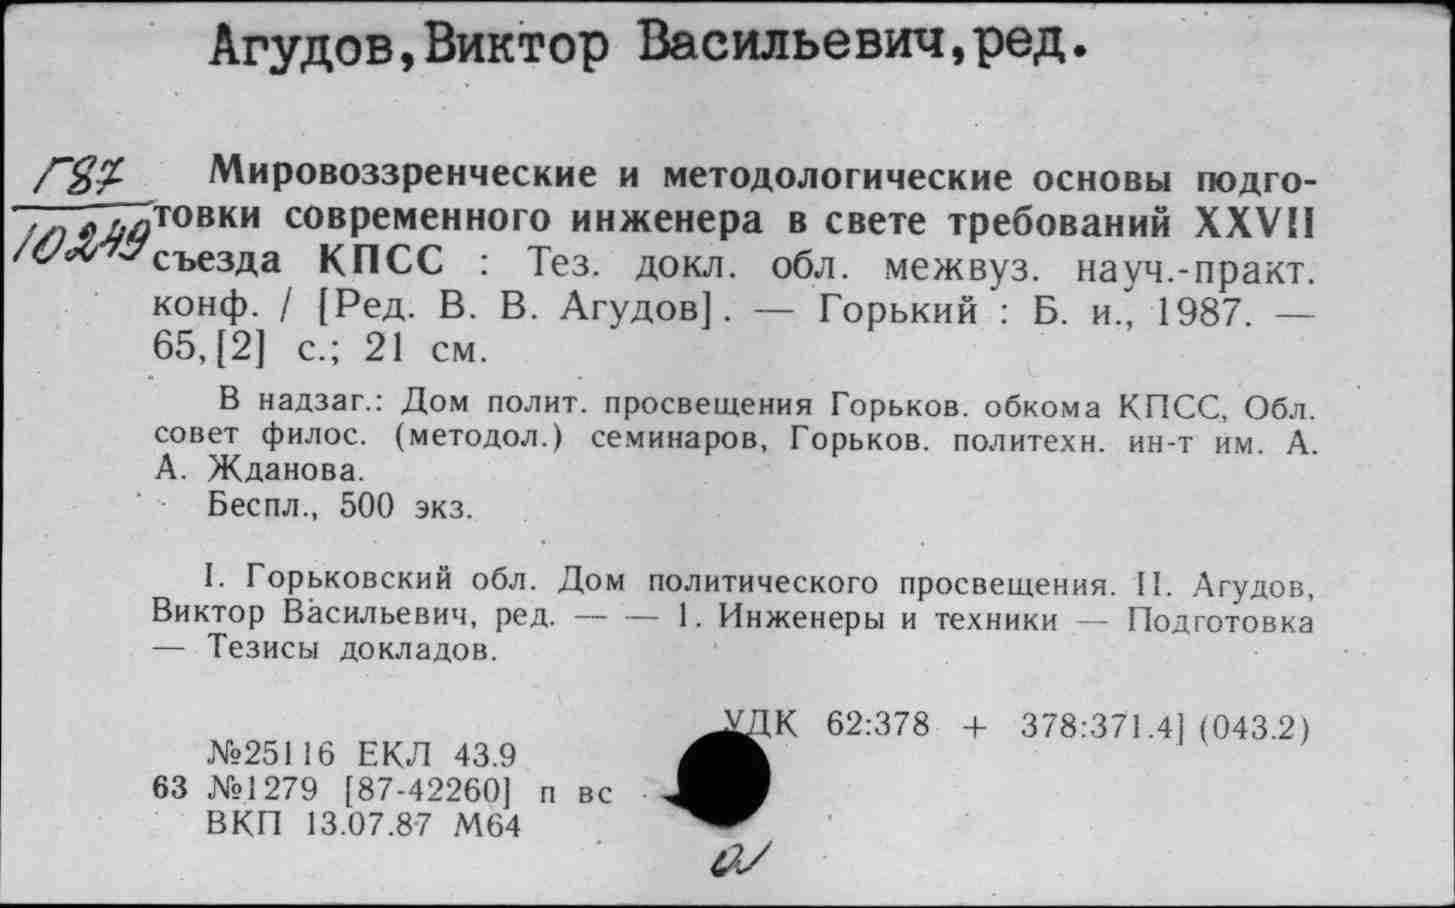 Агудов,Виктор Васильевич,ред.
Г87
10249
Мировоззренческие и методологические основы подго-
товки современного инженера в свете требований XXVII
съезда КПСС : Тез. докл. обл. межвуз. науч.-практ.
конф. / [Ред. В. В. Агудов]. — Горький : Б. и., 1987. —
65,[2] с.; 21 см.
В надзаг.: Дом полит. просвещения Горьков. обкома КПСС, Обл.
совет филос. (методол.) семинаров, Горьков. политехн. ин-т им. А.
А. Жданова.
Беспл., 500 экз.
I. Горьковский обл. Дом политического просвещения. II. Агудов,
Виктор Васильевич, ред. — — 1. Инженеры и техники — Подготовка
— Тезисы докладов.
УДК 62:378 + 378:371.4] (043.2)
№25116 ЕКЛ 43.9
63 №1279 [87-42260] п вс
ВКП 13.07.87 М64